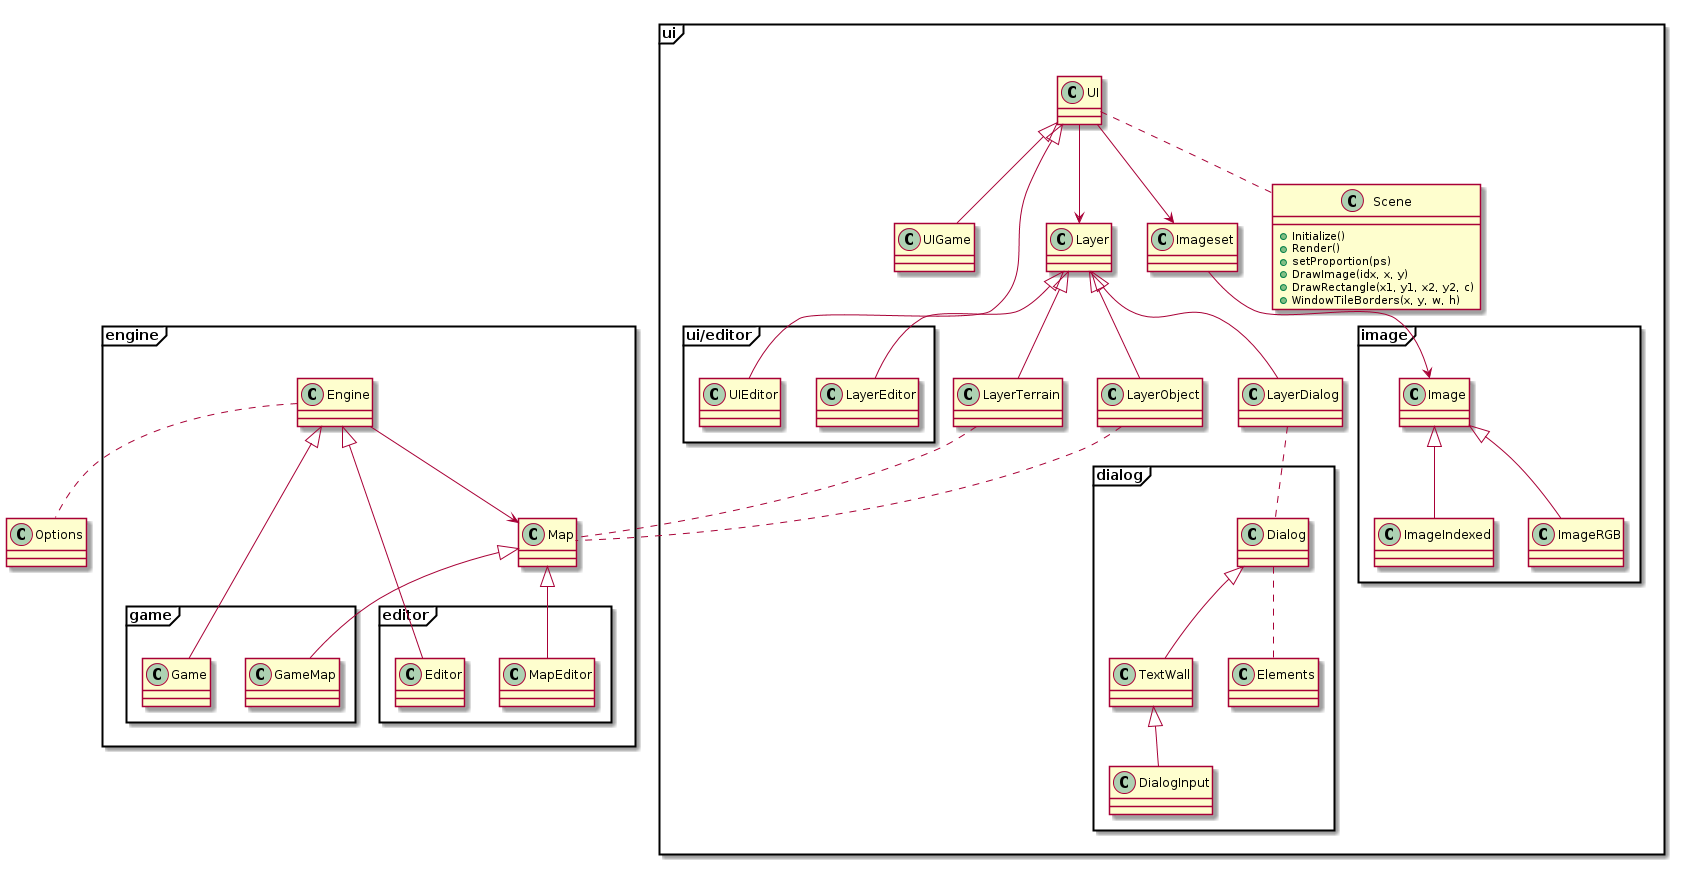 ui
C UI
C Scene
Initialize()
Render()
setProportion(ps)
DrawImage(idx, x, y)
DrawRectangle(x1, y1, x2, y2, c)
WindowTileBorders(x, y, w, h)
C UIGame
C Layer
C Imageset
engine
ui/editor
image
C Engine
C UIEditor
C LayerEditor
C LayerTerrain
C LayerObject
C LayerDialog
C Image
dialog
C Options
C Map
C Dialog
C ImageIndexed
C ImageRGB
game
editor
C Game
C GameMap
C Editor
C MapEditor
C TextWall
C Elements
C DialogInput